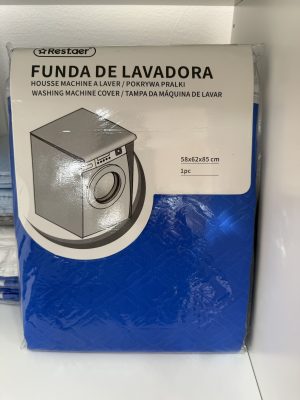 Restaer
FUNDA DE LAVADORA
HOUSSE MACHINE A LAVER / POKRYWA PRALKI
WASHING MACHINE COVER / TAMPA DA MÁQUINA DE LAVAR
58x62x85 cm
1pc